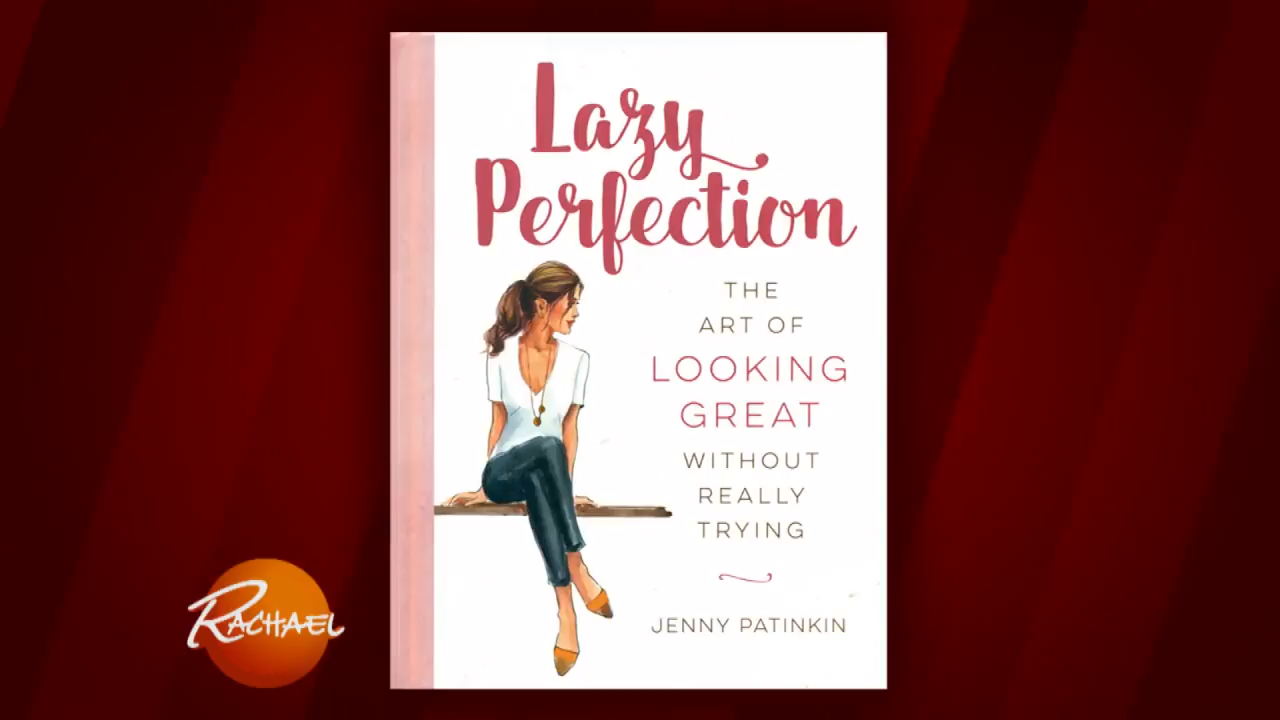 Lazy
Perfection
THE
ART OF
LOOKING
GREAT
WITHOUT
REALLY
TRYING
JENNY PATINKIN
RACHAEL